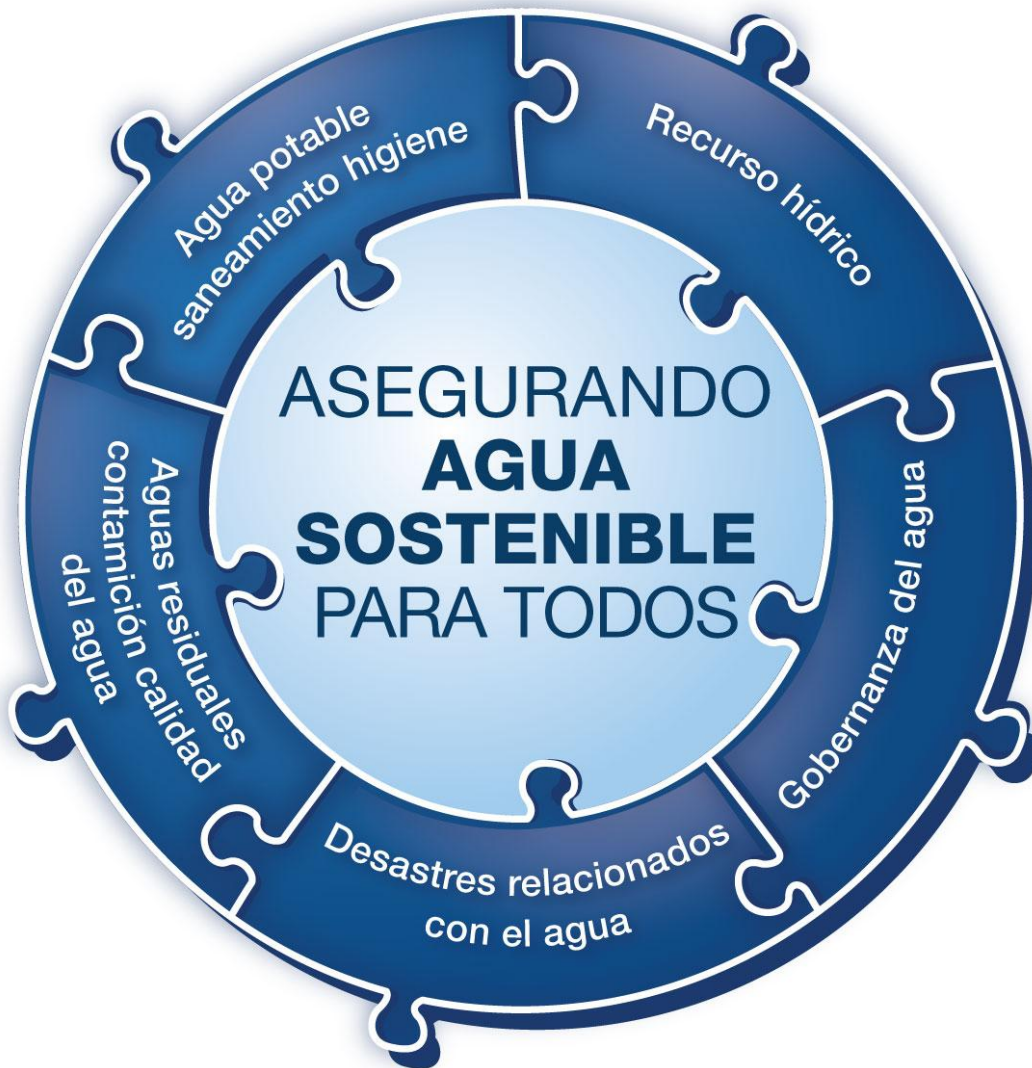 ASEGURANDO
AGUA
SOSTENIBLE
PARA TODOS
Agua potable
saneamiento higiene
Recurso hídrico
Gobernanza del agua
Desastres relacionados
con el agua
Aguas residuales
contamición calidad
del agua